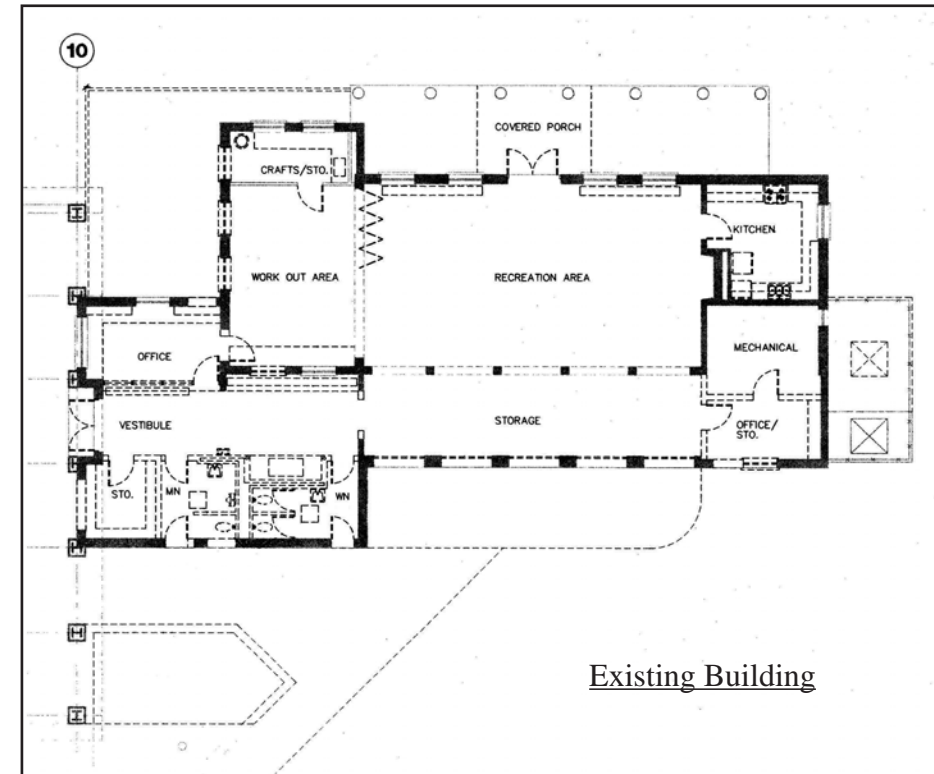 10
COVERED PORCH
CRAFTS/STO.
KITCHEN
WORK OUT AREA
RECREATION AREA
OFFICE
MECHANICAL
VESTIBULE
STORAGE
OFFICE/
STO.
STO.
MN
WN
Existing Building